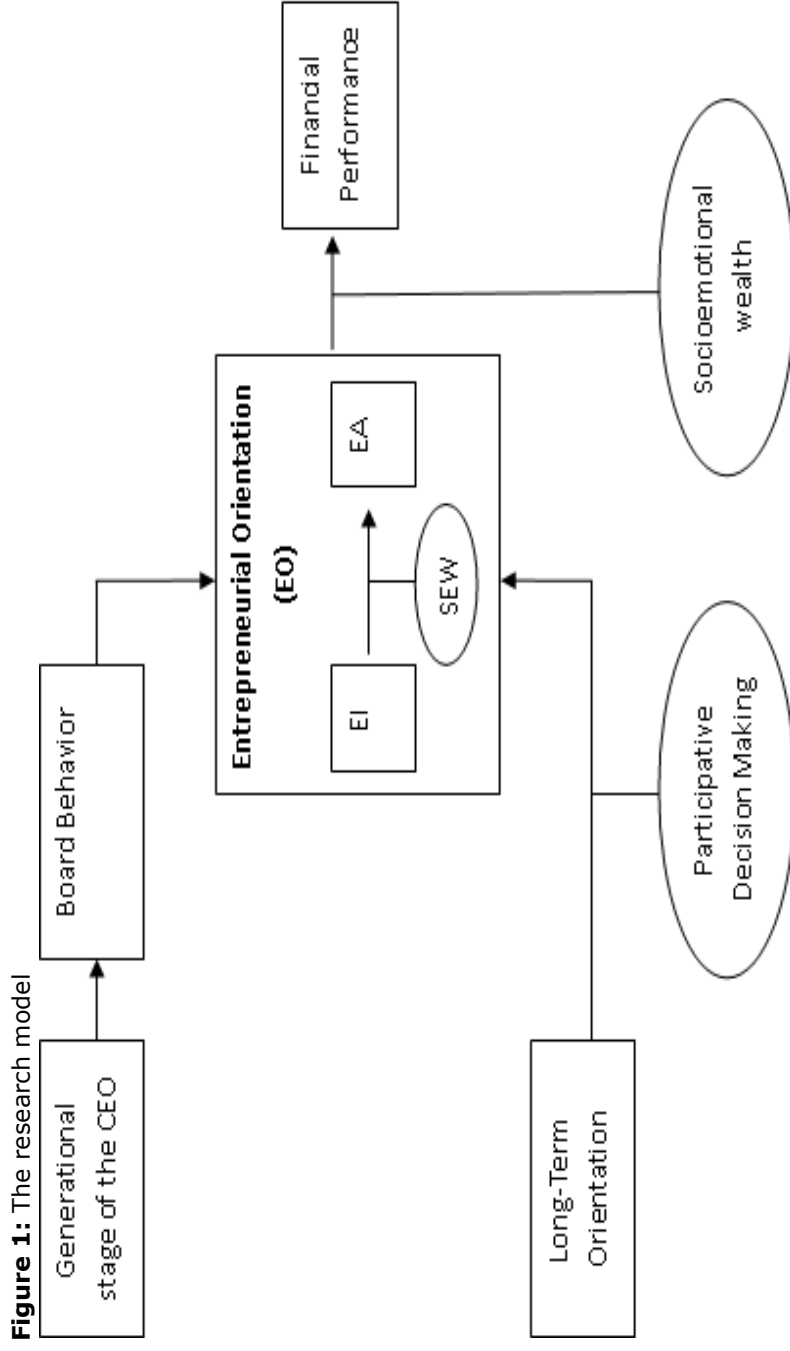 Figure 1: The research model
Generational
stage of the CEO
Board Behavior
Entrepreneurial Orientation
(EO)
EI
EA
SEW
Financial
Performance
Long-Term
Orientation
Participative
Decision Making
Socioemotional
wealth